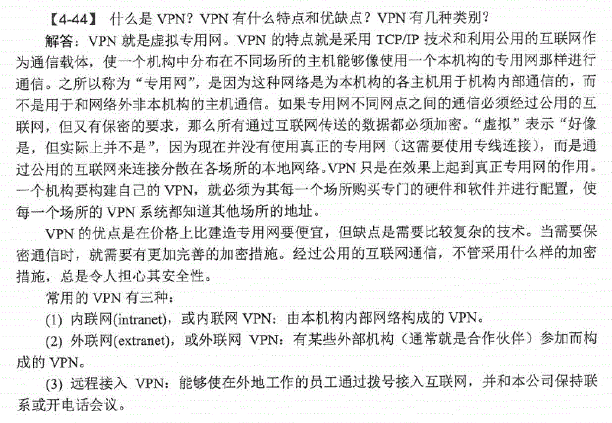 【4-44】 什么是 VPN？VPN 有什么特点和优缺点？VPN 有几种类别？
解答：VPN 就是虚拟专用网。VPN 的特点就是采用 TCP/IP 技术和利用公用的互联网作
为通信载体，使一个机构中分布在不同场所的主机能够像使用一个本机构的专用网那样进行
通信。之所以称为“专用网”，是因为这种网络是为本机构的各主机用于机构内部通信的，而
不是用于和网络外非本机构的主机通信。如果专用网不同网点之间的通信必须经过公用的互
联网，但又有保密的要求，那么所有通过互联网传送的数据都必须加密。“虚拟”表示“好像
是，但实际上并不是”，因为现在并没有使用真正的专用网（这需要使用专线连接），而是通
过公用的互联网来连接分散在各场所的本地网络。VPN 只是在效果上起到真正专用网的作用。
一个机构要构建自己的 VPN，就必须为其每一个场所购买专门的硬件和软件并进行配置，使
每一个场所的 VPN 系统都知道其他场所的地址。
VPN 的优点是在价格上比建造专用网要便宜，但缺点是需要比较复杂的技术。当需要保
密通信时，就需要有更加完善的加密措施。经过公用的互联网通信，不管采用什么样的加密
措施，总是令人担心其安全性。
常用的 VPN 有三种：
(1) 内联网(intranet)，或内联网 VPN：由本机构内部网络构成的 VPN。
(2) 外联网(extranet)，或外联网 VPN：有某些外部机构（通常就是合作伙伴）参加而构
成的 VPN。
(3) 远程接入 VPN：能够使在外地工作的员工通过拨号接入互联网，并和本公司保持联
系或开电话会议。